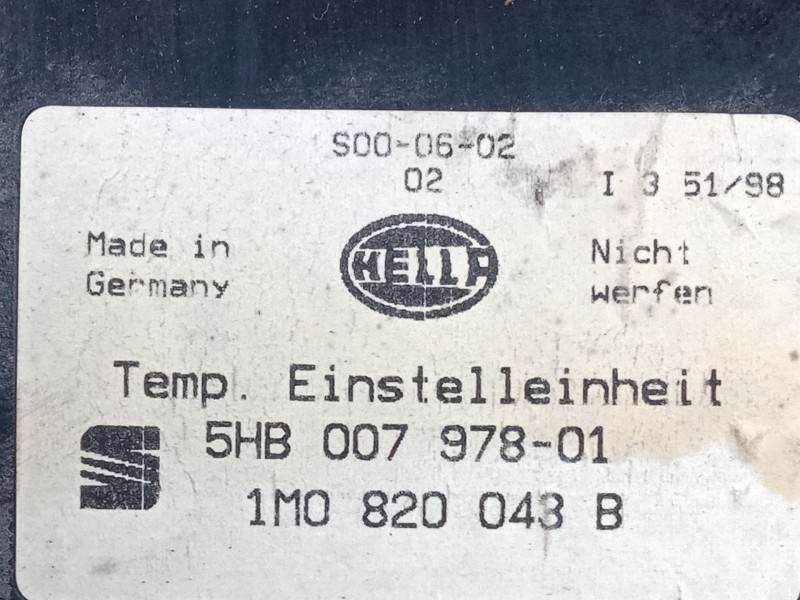 S00-06-02
02
I 3 51/98
Made in
Germany
HELLA
Nicht
werfen
Temp. Einstelleinheit
5HB 007 978-01
1M0 820 043 B